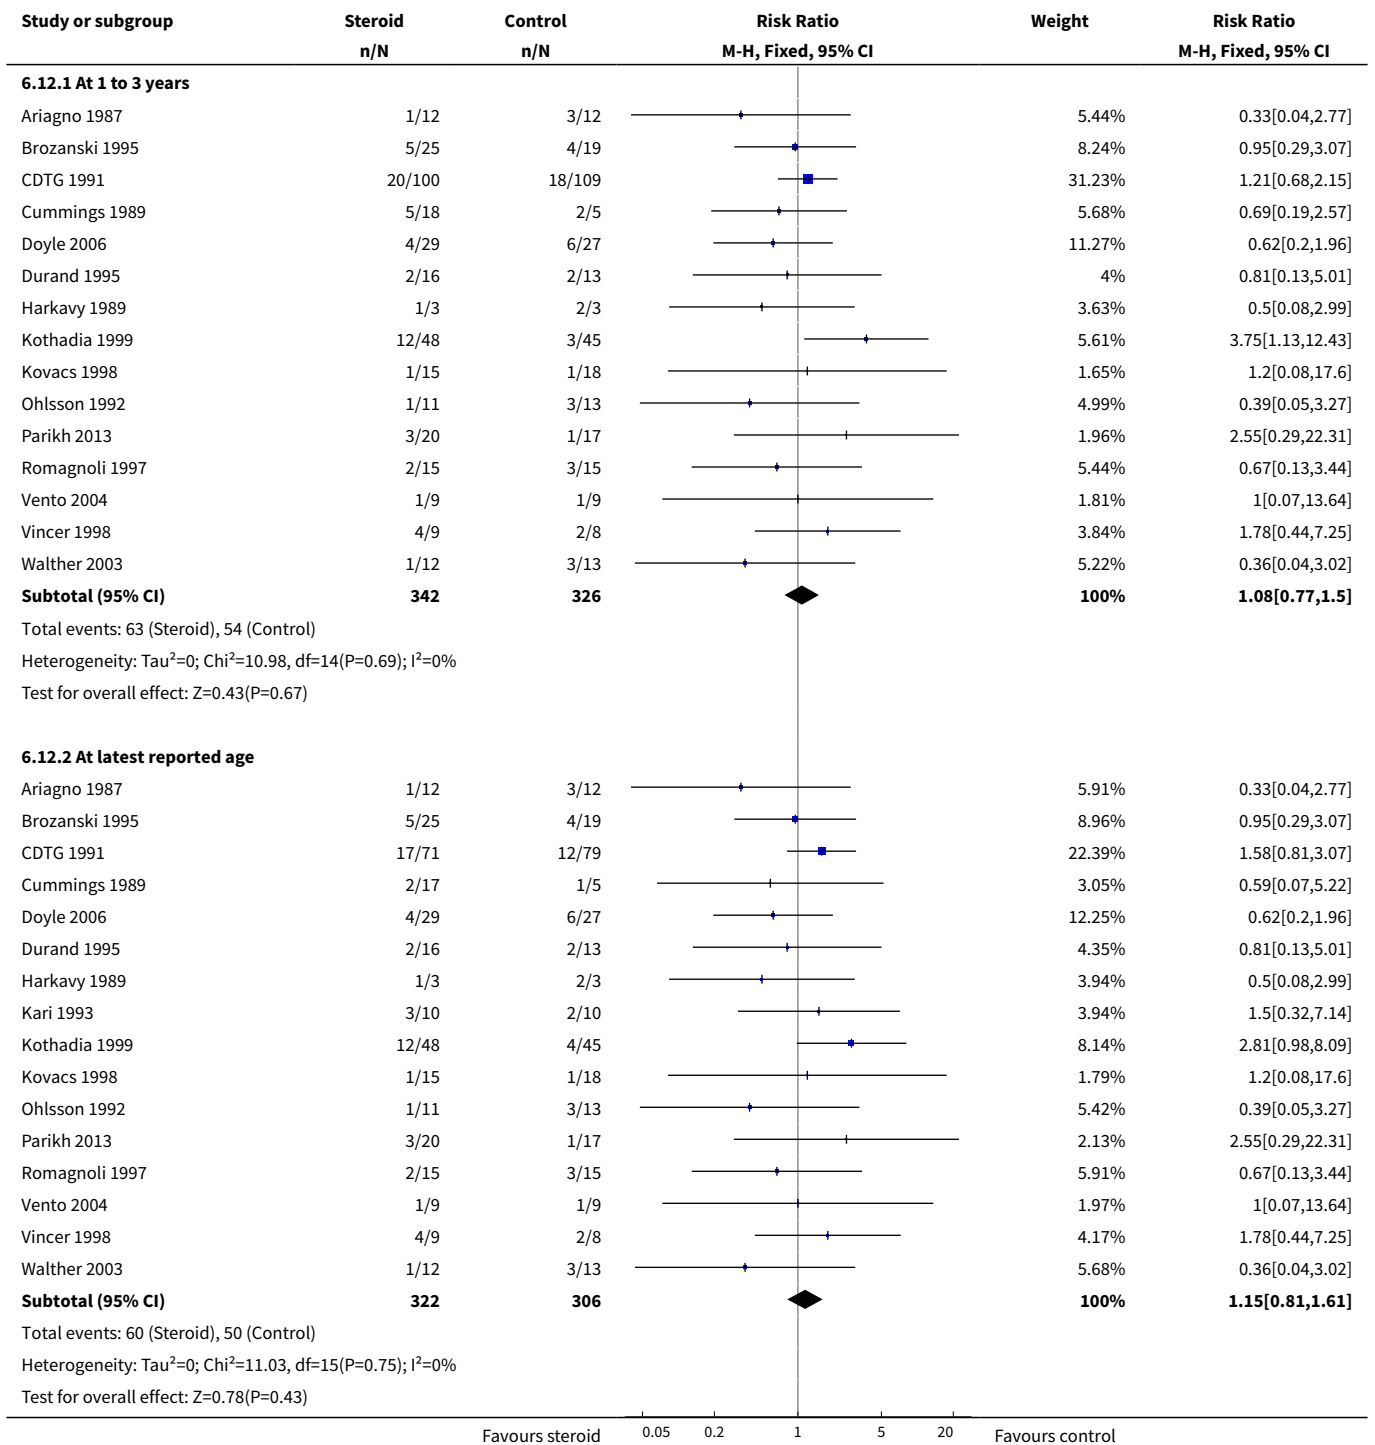 Study or subgroup Steroid Control Risk Ratio Weight Risk Ratio
n/N n/N M-H, Fixed, 95% CI M-H, Fixed, 95% CI
6.12.1 At 1 to 3 years
Ariagno 1987 1/12 3/12 5.44% 0.33[0.04,2.77]
Brozanski 1995 5/25 4/19 8.24% 0.95[0.29,3.07]
CDTG 1991 20/100 18/109 31.23% 1.21[0.68,2.15]
Cummings 1989 5/18 2/5 5.68% 0.69[0.19,2.57]
Doyle 2006 4/29 6/27 11.27% 0.62[0.2,1.96]
Durand 1995 2/16 2/13 4% 0.81[0.13,5.01]
Harkavy 1989 1/3 2/3 3.63% 0.5[0.08,2.99]
Kothadia 1999 12/48 3/45 5.61% 3.75[1.13,12.43]
Kovacs 1998 1/15 1/18 1.65% 1.2[0.08,17.6]
Ohlsson 1992 1/11 3/13 4.99% 0.39[0.05,3.27]
Parikh 2013 3/20 1/17 1.96% 2.55[0.29,22.31]
Romagnoli 1997 2/15 3/15 5.44% 0.67[0.13,3.44]
Vento 2004 1/9 1/9 1.81% 1[0.07,13.64]
Vincer 1998 4/9 2/8 3.84% 1.78[0.44,7.25]
Walther 2003 1/12 3/13 5.22% 0.36[0.04,3.02]
Subtotal (95% CI) 342 326 100% 1.08[0.77,1.5]
Total events: 63 (Steroid), 54 (Control)
Heterogeneity: Tau²=0; Chi²=10.98, df=14(P=0.69); I²=0%
Test for overall effect: Z=0.43(P=0.67)
6.12.2 At latest reported age
Ariagno 1987 1/12 3/12 5.91% 0.33[0.04,2.77]
Brozanski 1995 5/25 4/19 8.96% 0.95[0.29,3.07]
CDTG 1991 17/71 12/79 22.39% 1.58[0.81,3.07]
Cummings 1989 2/17 1/5 3.05% 0.59[0.07,5.22]
Doyle 2006 4/29 6/27 12.25% 0.62[0.2,1.96]
Durand 1995 2/16 2/13 4.35% 0.81[0.13,5.01]
Harkavy 1989 1/3 2/3 3.94% 0.5[0.08,2.99]
Kari 1993 3/10 2/10 3.94% 1.5[0.32,7.14]
Kothadia 1999 12/48 4/45 8.14% 2.81[0.98,8.09]
Kovacs 1998 1/15 1/18 1.79% 1.2[0.08,17.6]
Ohlsson 1992 1/11 3/13 5.42% 0.39[0.05,3.27]
Parikh 2013 3/20 1/17 2.13% 2.55[0.29,22.31]
Romagnoli 1997 2/15 3/15 5.91% 0.67[0.13,3.44]
Vento 2004 1/9 1/9 1.97% 1[0.07,13.64]
Vincer 1998 4/9 2/8 4.17% 1.78[0.44,7.25]
Walther 2003 1/12 3/13 5.68% 0.36[0.04,3.02]
Subtotal (95% CI) 322 306 100% 1.15[0.81,1.61]
Total events: 60 (Steroid), 50 (Control)
Heterogeneity: Tau²=0; Chi²=11.03, df=15(P=0.75); I²=0%
Test for overall effect: Z=0.78(P=0.43)
Favours steroid 0.05 0.2 1 5 20 Favours control